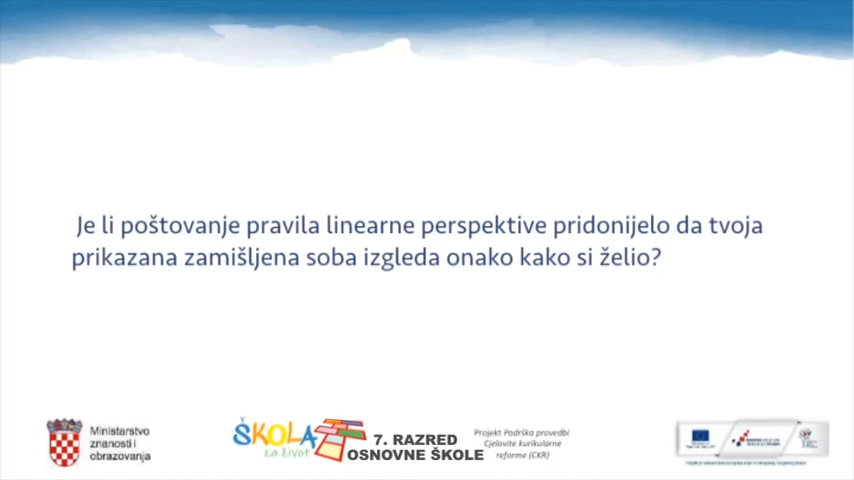 Je li poštovanje pravila linearne perspektive pridonijelo da tvoja
prikazana zamišljena soba izgleda onako kako si želio?
Ministarstvo
znanosti i
obrazovanja
ŠKOLA
za život
7. RAZRED
OSNOVNE ŠKOLE
Projekt Podrška provedbi
Cjelovite kurikularne
reforme (CKR)